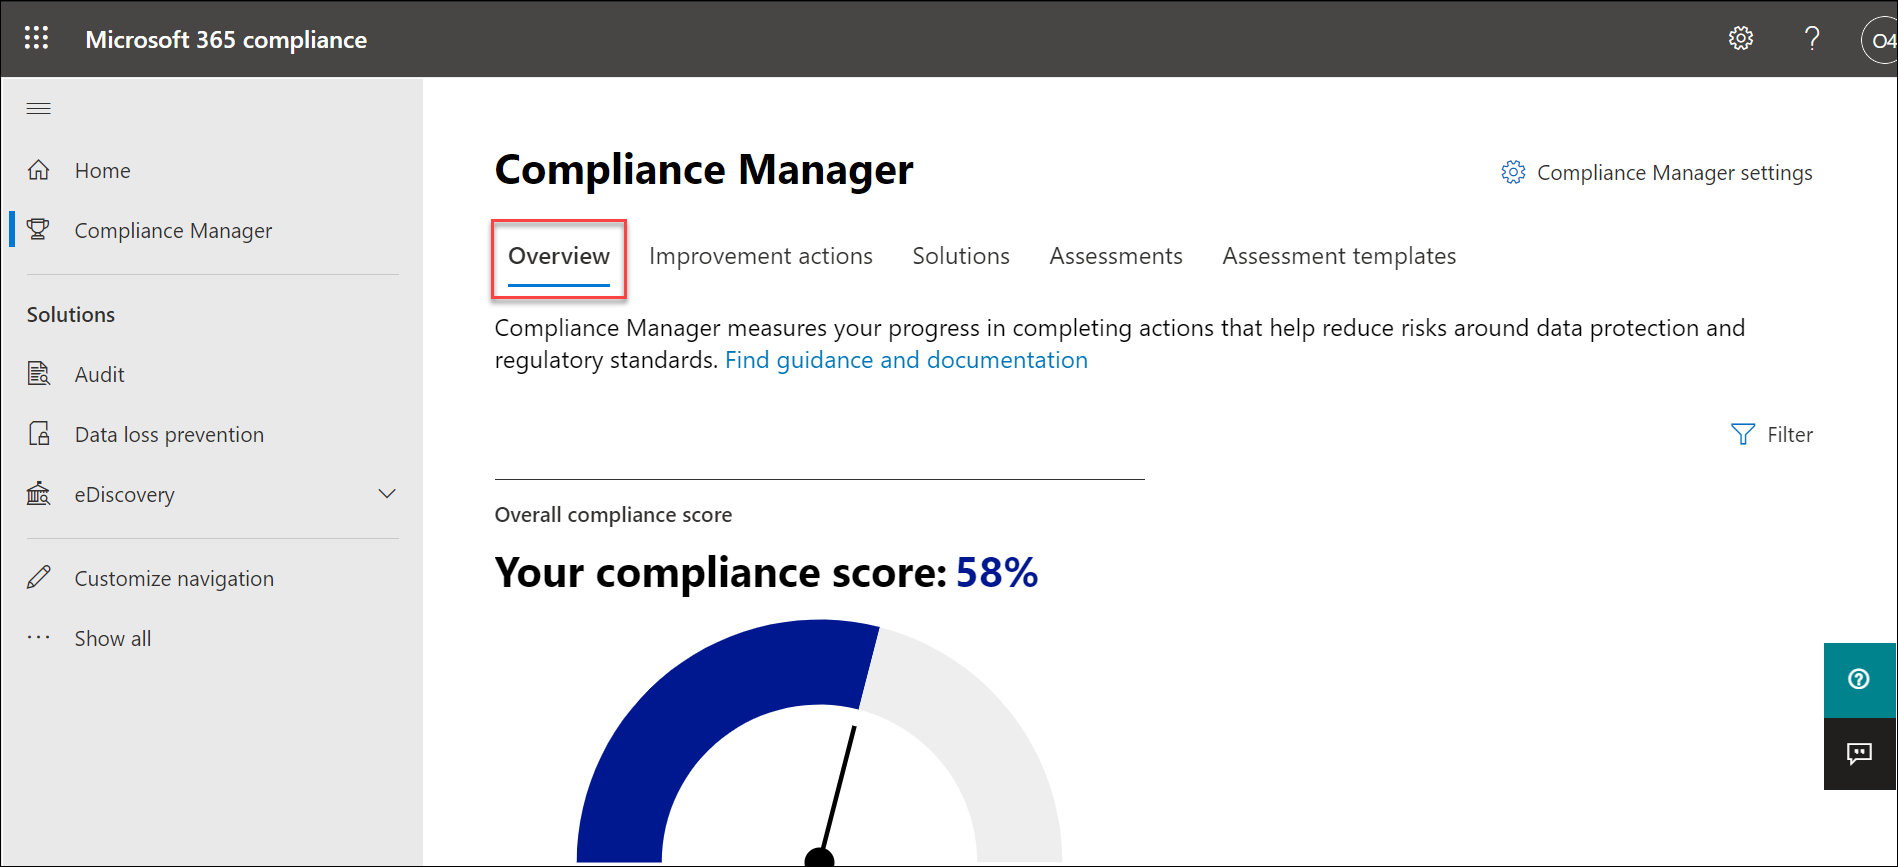 Microsoft 365 compliance
?
O4
Home
Compliance Manager
Solutions
Audit
Data loss prevention
eDiscovery
Customize navigation
Show all
Compliance Manager
Compliance Manager settings
Overview
Improvement actions
Solutions
Assessments
Assessment templates
Compliance Manager measures your progress in completing actions that help reduce risks around data protection and
regulatory standards. Find guidance and documentation
Filter
Overall compliance score
Your compliance score: 58%